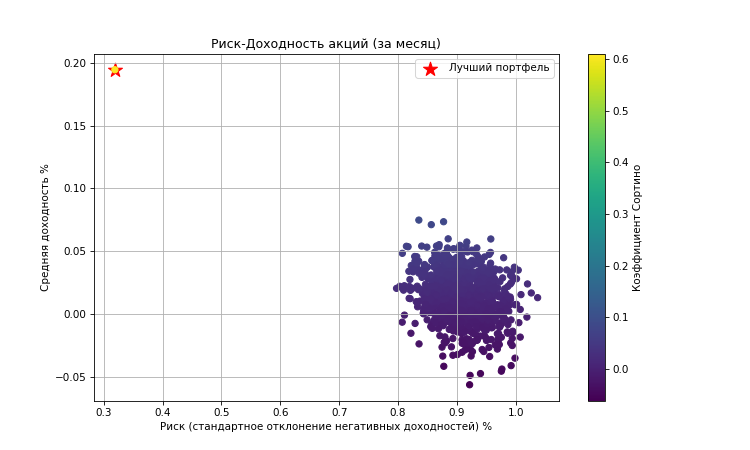 Риск-Доходность акций (за месяц)
Лучший портфель
0.20
0.15
0.10
0.05
0.00
−0.05
Средняя доходность %
0.3 0.4 0.5 0.6 0.7 0.8 0.9 1.0
Риск (стандартное отклонение негативных доходностей) %
0.6
0.5
0.4
0.3
0.2
0.1
0.0
Коэффициент Сортино